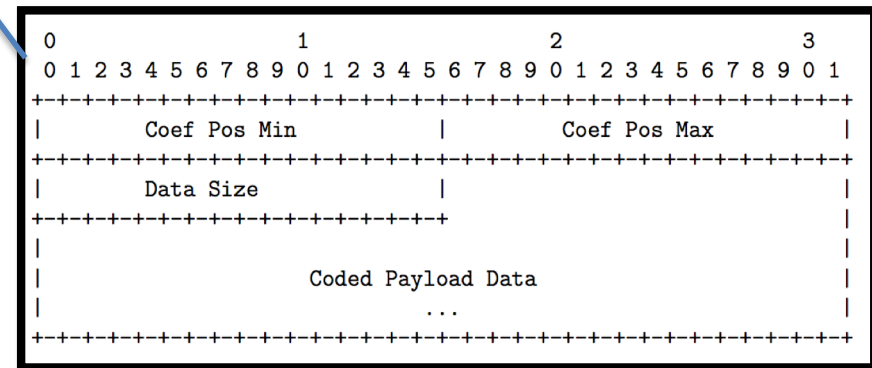 0                   1                   2                   3
 0 1 2 3 4 5 6 7 8 9 0 1 2 3 4 5 6 7 8 9 0 1 2 3 4 5 6 7 8 9 0 1
+-+-+-+-+-+-+-+-+-+-+-+-+-+-+-+-+-+-+-+-+-+-+-+-+-+-+-+-+-+-+-+-+
|        Coef Pos Min           |         Coef Pos Max          |
+-+-+-+-+-+-+-+-+-+-+-+-+-+-+-+-+-+-+-+-+-+-+-+-+-+-+-+-+-+-+-+-+
|        Data Size              |                               |
+-+-+-+-+-+-+-+-+-+-+-+-+-+-+-+-+                               |
|                                                               |
|                     Coded Payload Data                        |
|                              ...                              |
+-+-+-+-+-+-+-+-+-+-+-+-+-+-+-+-+-+-+-+-+-+-+-+-+-+-+-+-+-+-+-+-+